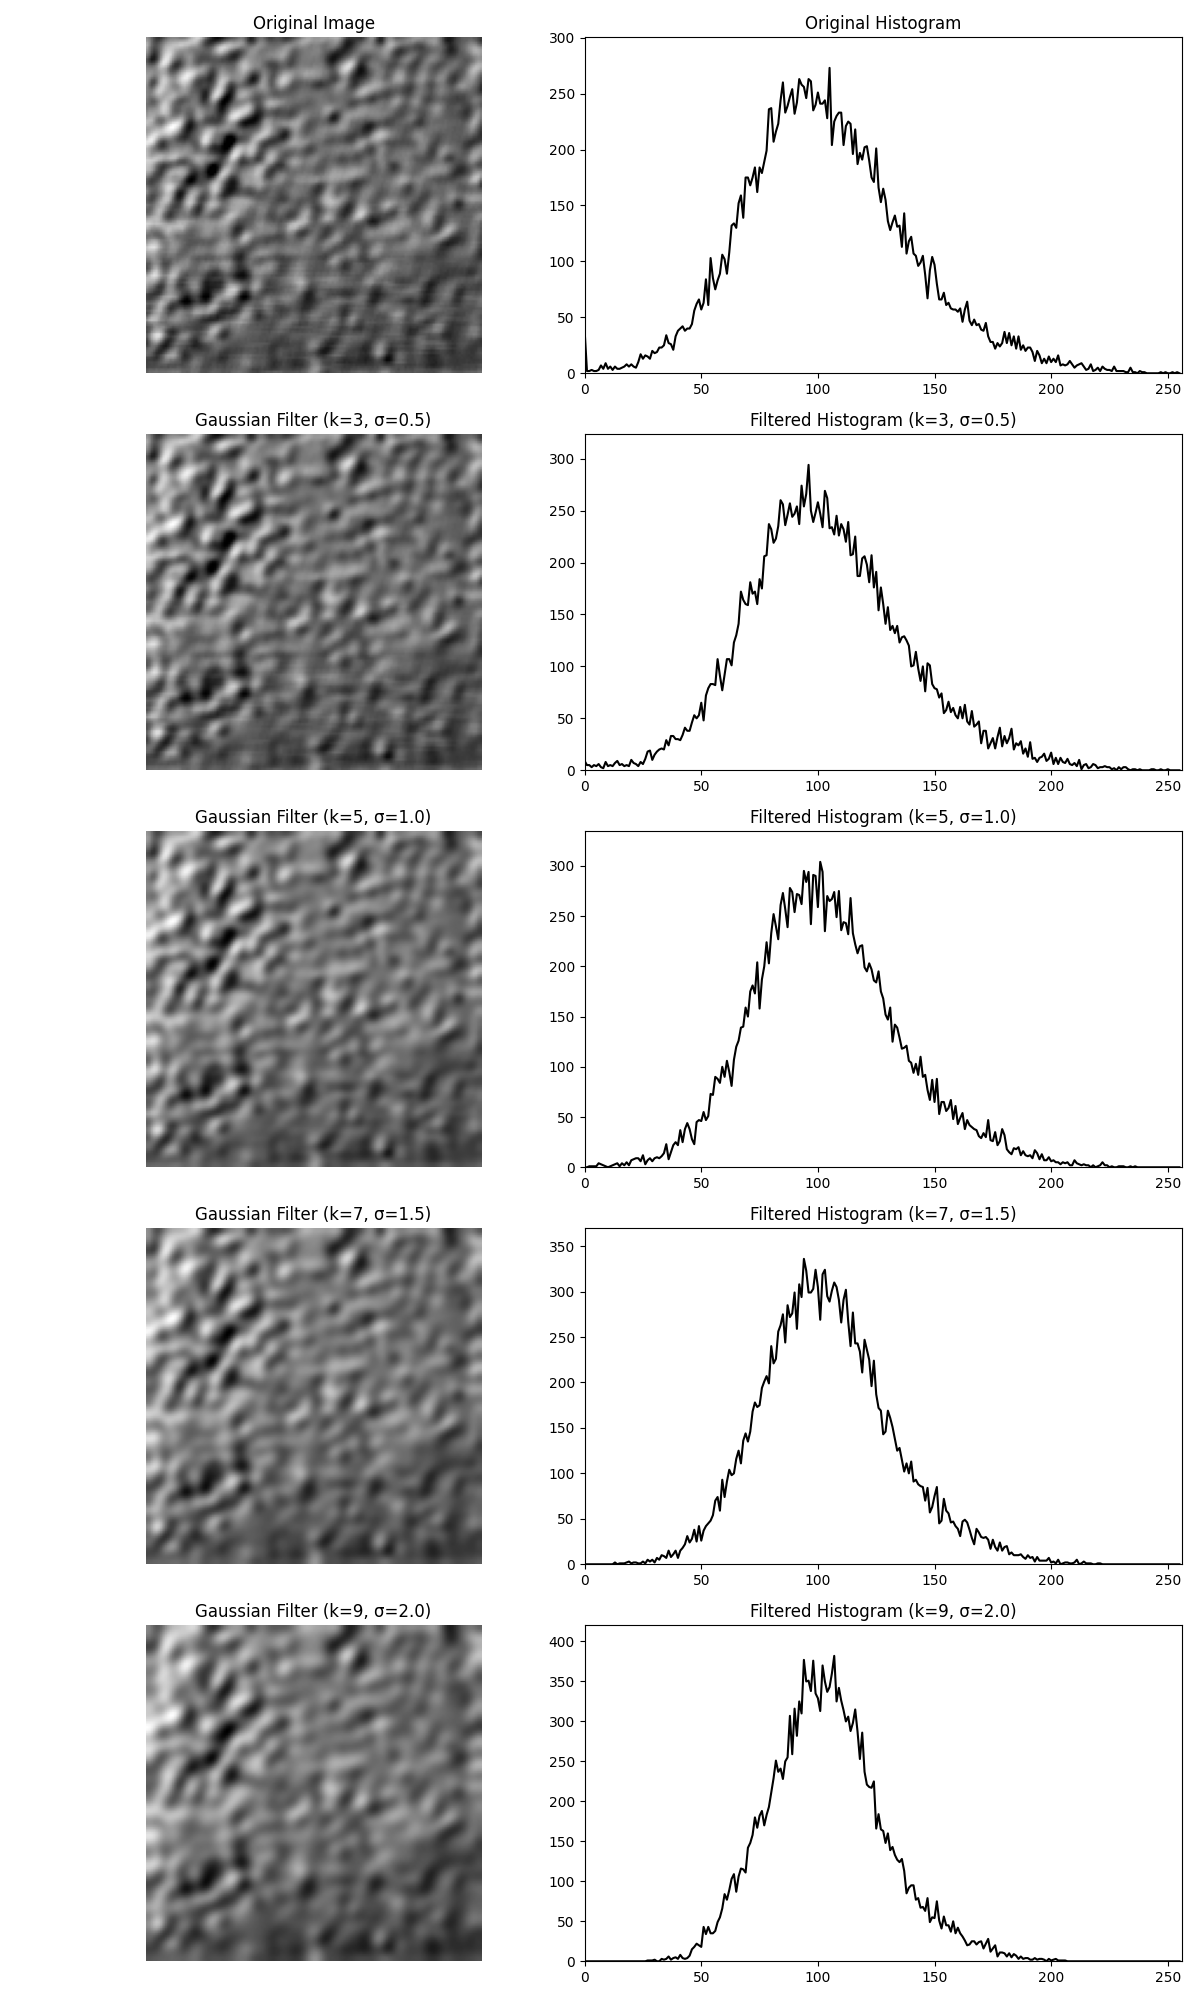 Original Image
Original Histogram
300
250
200
150
100
50
0
0 50 100 150 200 250
Gaussian Filter (k=3, σ=0.5)
Filtered Histogram (k=3, σ=0.5)
300
250
200
150
100
50
0
0 50 100 150 200 250
Gaussian Filter (k=5, σ=1.0)
Filtered Histogram (k=5, σ=1.0)
300
250
200
150
100
50
0
0 50 100 150 200 250
Gaussian Filter (k=7, σ=1.5)
Filtered Histogram (k=7, σ=1.5)
350
300
250
200
150
100
50
0
0 50 100 150 200 250
Gaussian Filter (k=9, σ=2.0)
Filtered Histogram (k=9, σ=2.0)
400
350
300
250
200
150
100
50
0
0 50 100 150 200 250